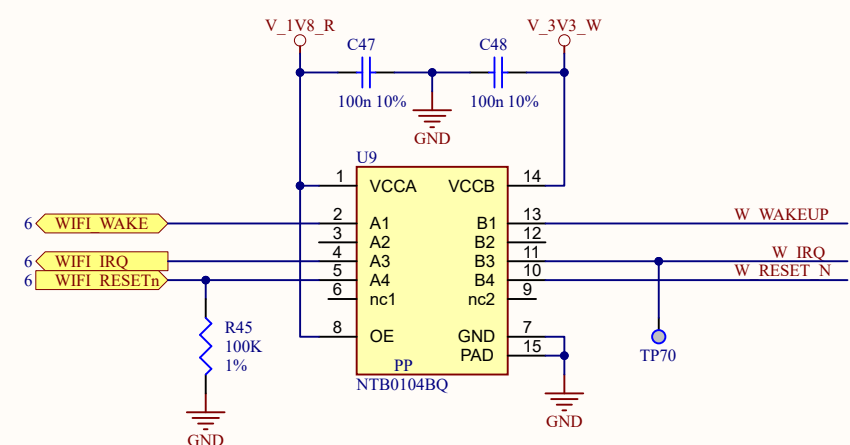 V_1V8_R V_3V3_W
C47 C48
100n 10% 100n 10%
GND
U9
1 VCCA VCCB 14
6 WIFI_WAKE 2 A1 B1 13 W_WAKEUP
3 A2 B2 12
6 WIFI_IRQ 4 A3 B3 11 W_IRQ
6 WIFI_RESETn 5 A4 B4 10 W_RESET_N
6 nc1 nc2 9
8 OE GND 7
R45
100K
1%
PAD 15
TP70
PP
NTB0104BQ
GND
GND